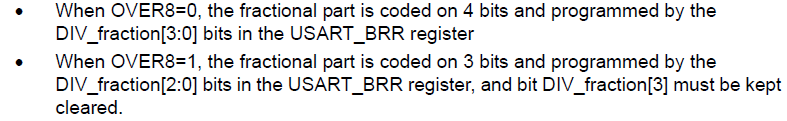 • When OVER8=0, the fractional part is coded on 4 bits and programmed by the
DIV_fraction[3:0] bits in the USART_BRR register
• When OVER8=1, the fractional part is coded on 3 bits and programmed by the
DIV_fraction[2:0] bits in the USART_BRR register, and bit DIV_fraction[3] must be kept
cleared.